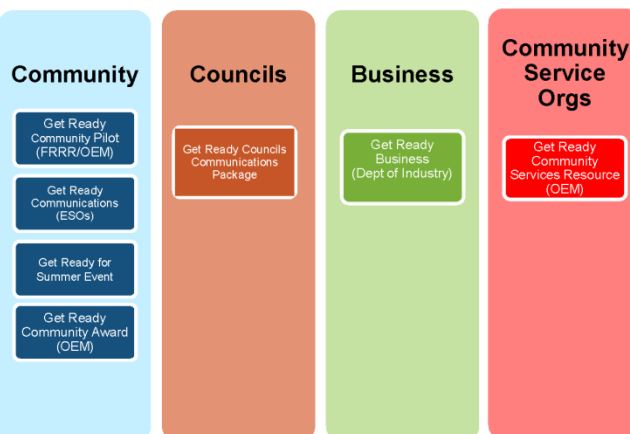 Community
Get Ready
Community Pilot
(FRRR/OEM)
Get Ready
Communications
(ESOs)
Get Ready for
Summer Event
Get Ready
Community Award
(OEM)
Councils
Get Ready Councils
Communications
Package
Business
Get Ready
Business
(Dept of Industry)
Community
Service
Orgs
Get Ready
Community
Services Resource
(OEM)